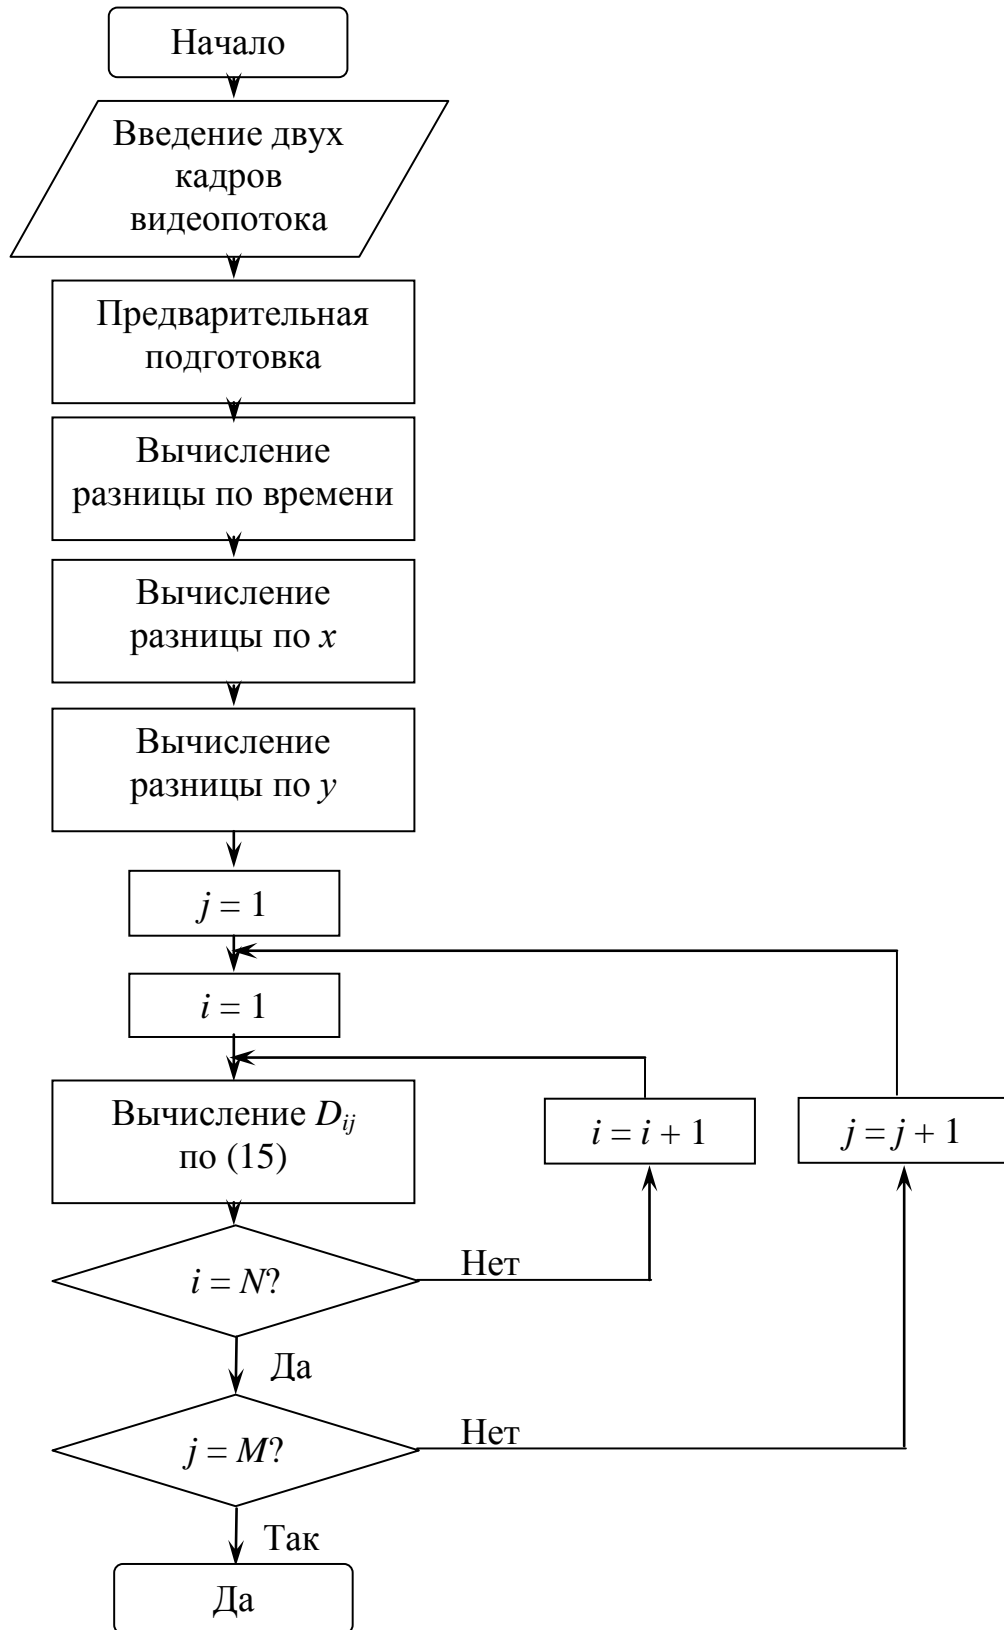 Начало
Введение двух
кадров
видеопотока
Предварительная
подготовка
Вычисление
разницы по времени
Вычисление
разницы по x
Вычисление
разницы по y
j = 1
i = 1
Вычисление Dij
по (15)
i = i + 1
j = j + 1
i = N?
Нет
Да
j = M?
Нет
Так
Да